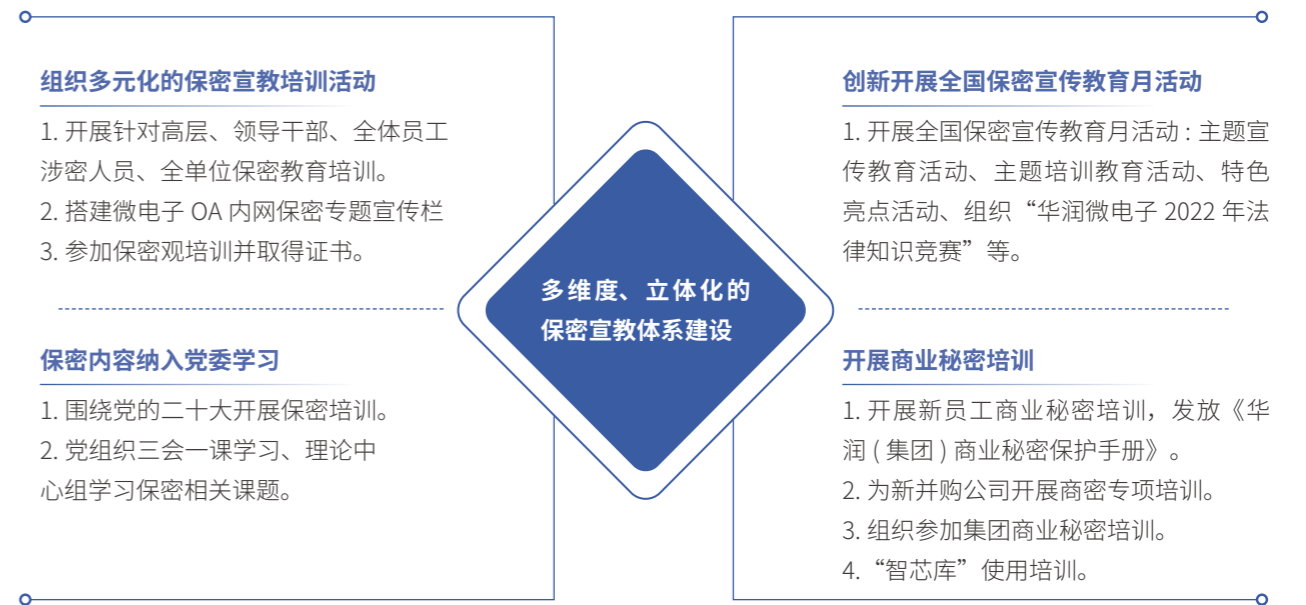 组织多元化的保密宣教培训活动
1. 开展针对高层、领导干部、全体员工
涉密人员、全单位保密教育培训。
2. 搭建微电子 OA 内网保密专题宣传栏
3. 参加保密观培训并取得证书。
保密内容纳入党委学习
1. 围绕党的二十大开展保密培训。
2. 党组织三会一课学习、理论中
心组学习保密相关课题。
多维度、立体化的
保密宣教体系建设
创新开展全国保密宣传教育月活动
1. 开展全国保密宣传教育月活动 : 主题宣
传教育活动、主题培训教育活动、特色
亮点活动、组织“华润微电子 2022 年法
律知识竞赛”等。
开展商业秘密培训
1. 开展新员工商业秘密培训，发放《华
润 ( 集团 ) 商业秘密保护手册》。
2. 为新并购公司开展商密专项培训。
3. 组织参加集团商业秘密培训。
4.“智芯库”使用培训。